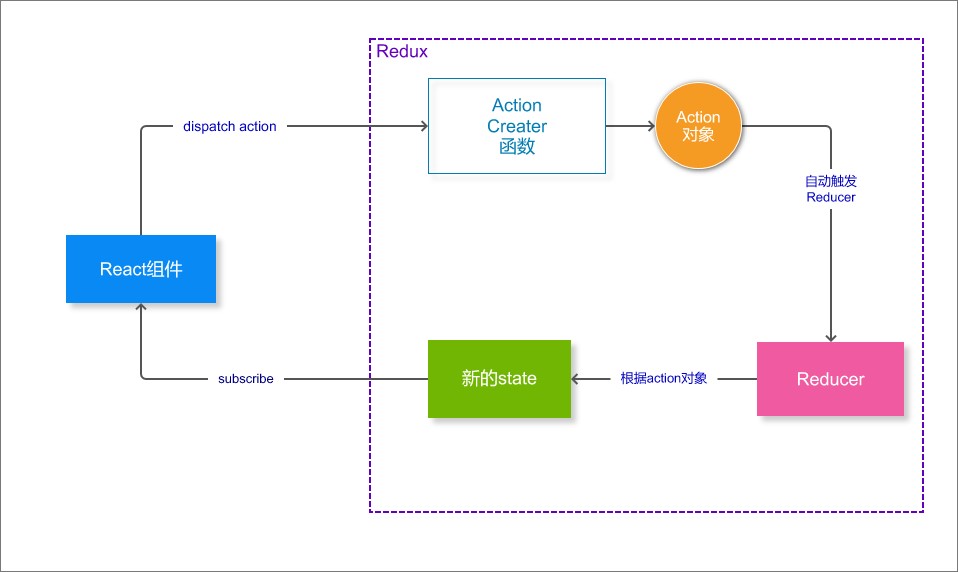 Redux
Action
Creater
函数
Action
对象
dispatch action
自动触发
Reducer
React组件
subscribe
新的state
根据action对象
Reducer